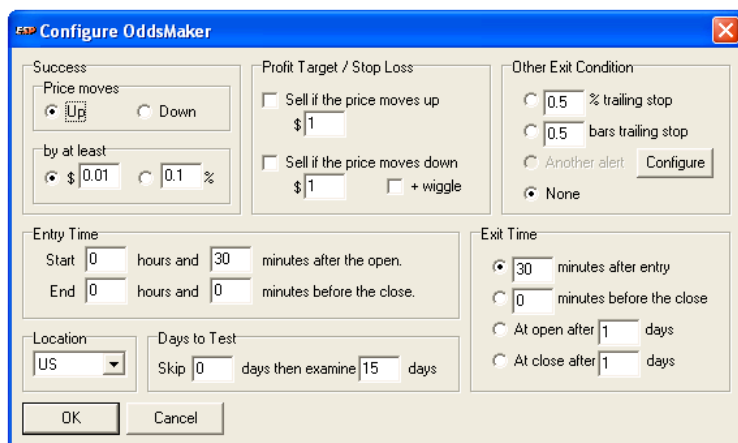 Configure OddsMaker
Success
Price moves
Up
Down
by at least
$ 0.01
0.1 %
Profit Target / Stop Loss
Sell if the price moves up
$ 1
Sell if the price moves down
$ 1
+ wiggle
Other Exit Condition
0.5 % trailing stop
0.5 bars trailing stop
Another alert
Configure
None
Entry Time
Start 0 hours and 30 minutes after the open.
End 0 hours and 0 minutes before the close.
Exit Time
30 minutes after entry
0 minutes before the close
At open after 1 days
At close after 1 days
Location
US
Days to Test
Skip 0 days then examine 15 days
OK
Cancel